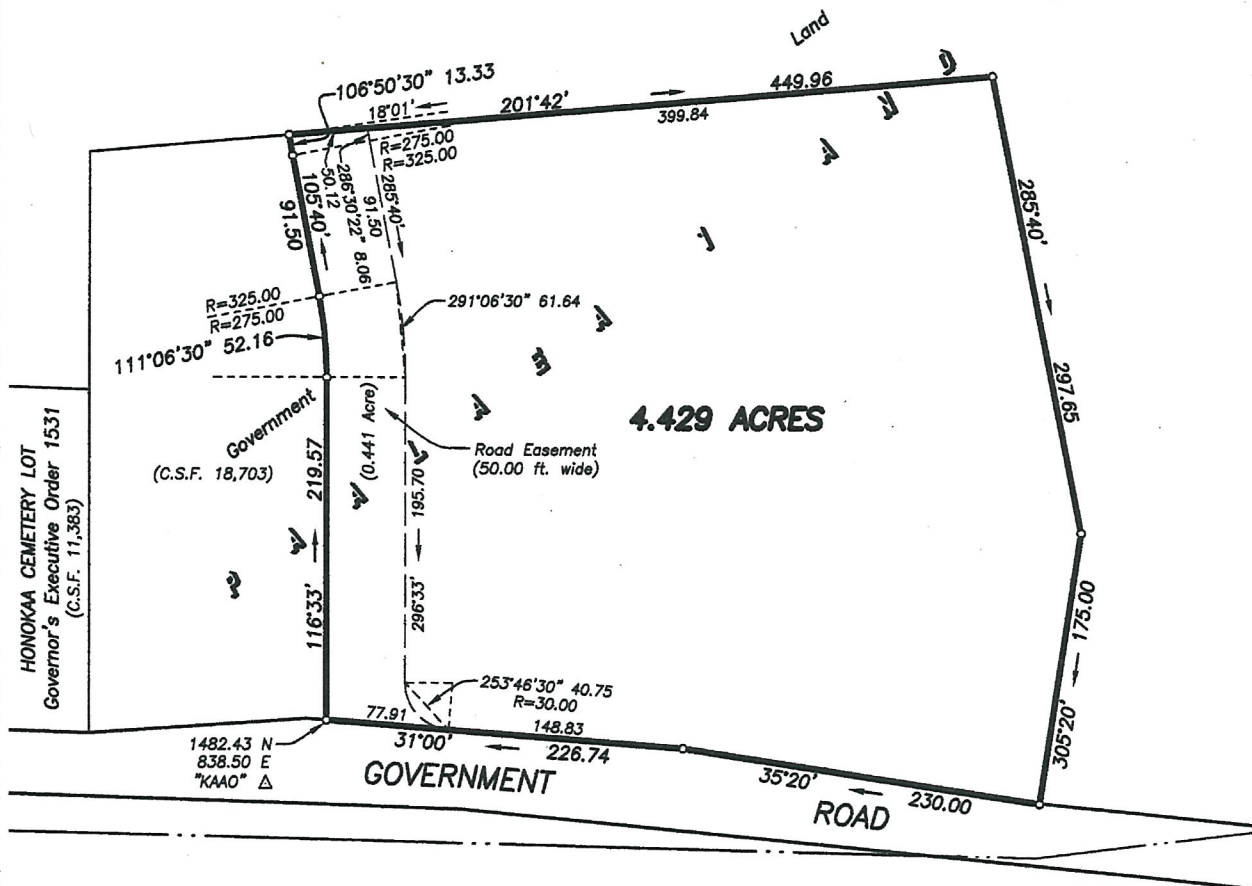 Land
106°50'30" 13.33
18°01'
201°42'
449.96
399.84
R=275.00
R=325.00
50.12
286°30'22" 8.06
285°40'
91.50
105°40'
91.50
R=325.00
R=275.00
291°06'30" 61.64
111°06'30" 52.16
285°40'
297.65
4.429 ACRES
Government
(C.S.F. 18,703)
(0.441 Acre)
Road Easement
(50.00 ft. wide)
219.57
116°33'
195.70
296°33'
HONOKAA CEMETERY LOT
Governor's Executive Order 1531
(C.S.F. 11,383)
175.00
305°20'
253°46'30" 40.75
R=30.00
77.91
148.83
31°00'
226.74
1482.43 N
838.50 E
"KAAO" △
GOVERNMENT
35°20'
230.00
ROAD